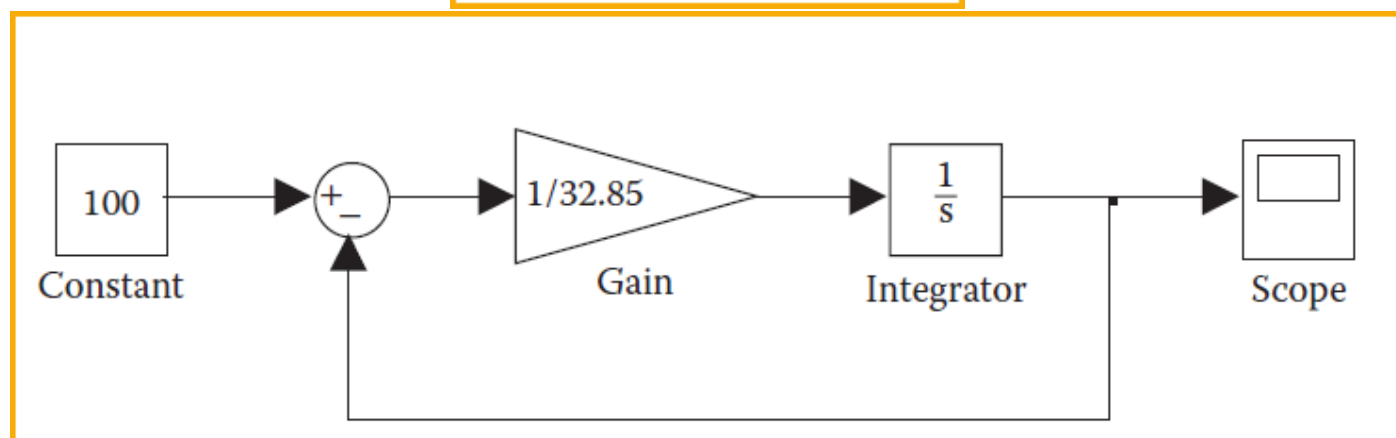 100
+
−
1/32.85
1
s
Constant
Gain
Integrator
Scope